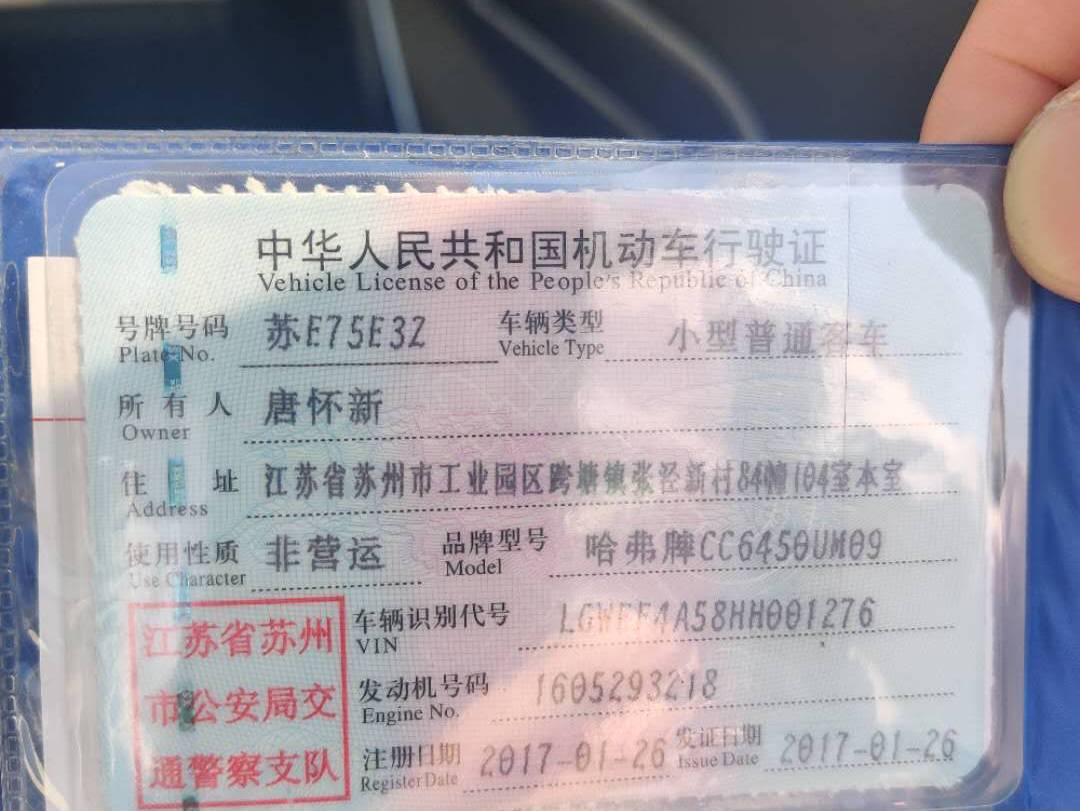 中华人民共和国机动车行驶证
Vehicle License of the People's Republic of China
号牌号码 苏E75E3Z 车辆类型 小型普通客车
Plate No. Vehicle Type
所有人 唐怀新
Owner
住址 江苏省苏州市工业园区跨塘镇张泾新村84幢104室本室
Address
使用性质 非营运 品牌型号 哈弗牌CC6450UM09
Use Character Model
江苏省苏州 车辆识别代号 LGWEF4A58HH001276
VIN
市公安局交 发动机号码 1605293218
Engine No.
通警察支队 注册日期 2017-01-26 发证日期 2017-01-26
Register Date Issue Date